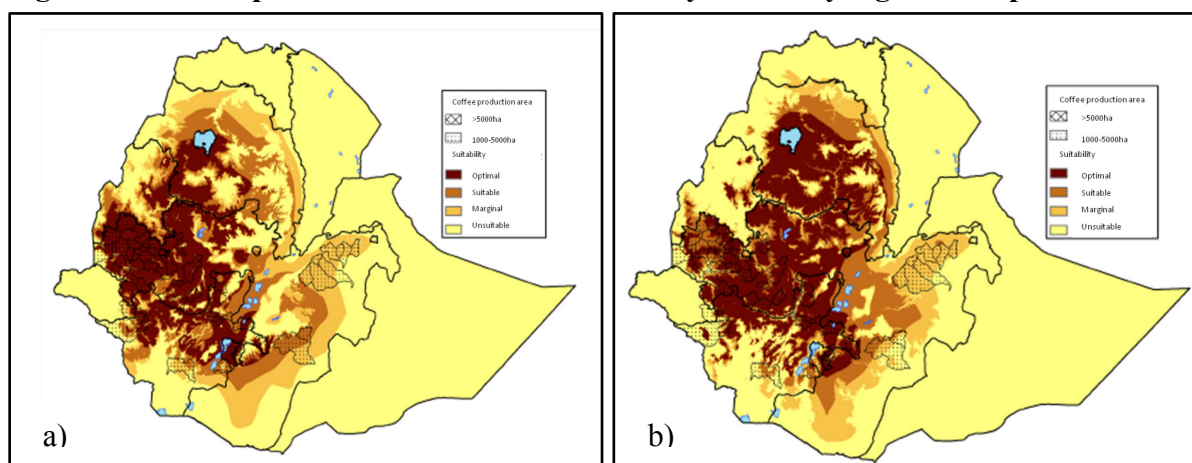 Coffee production area
>5000ha
1000-5000ha
Suitability
Optimal
Suitable
Marginal
Unsuitable
a)
Coffee production area
>5000ha
1000-5000ha
Suitability
Optimal
Suitable
Marginal
Unsuitable
b)